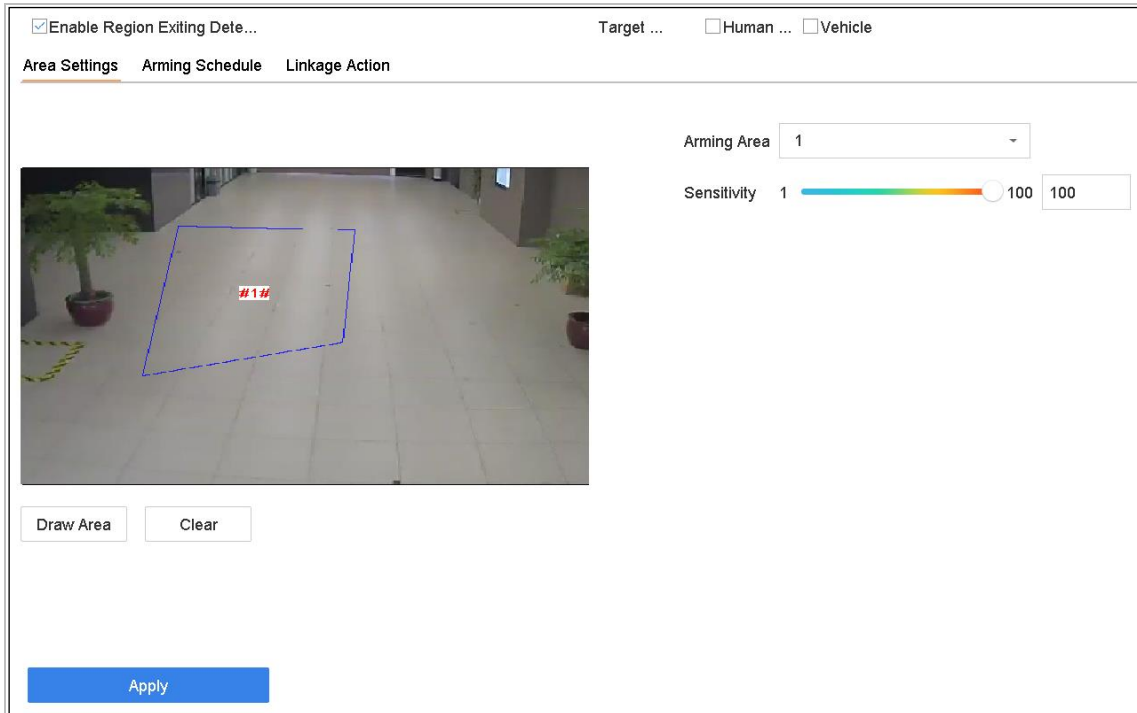 Enable Region Exiting Dete... Target ... Human ... Vehicle
Area Settings Arming Schedule Linkage Action
Arming Area 1
Sensitivity 1 100 100
#1#
Draw Area Clear
Apply